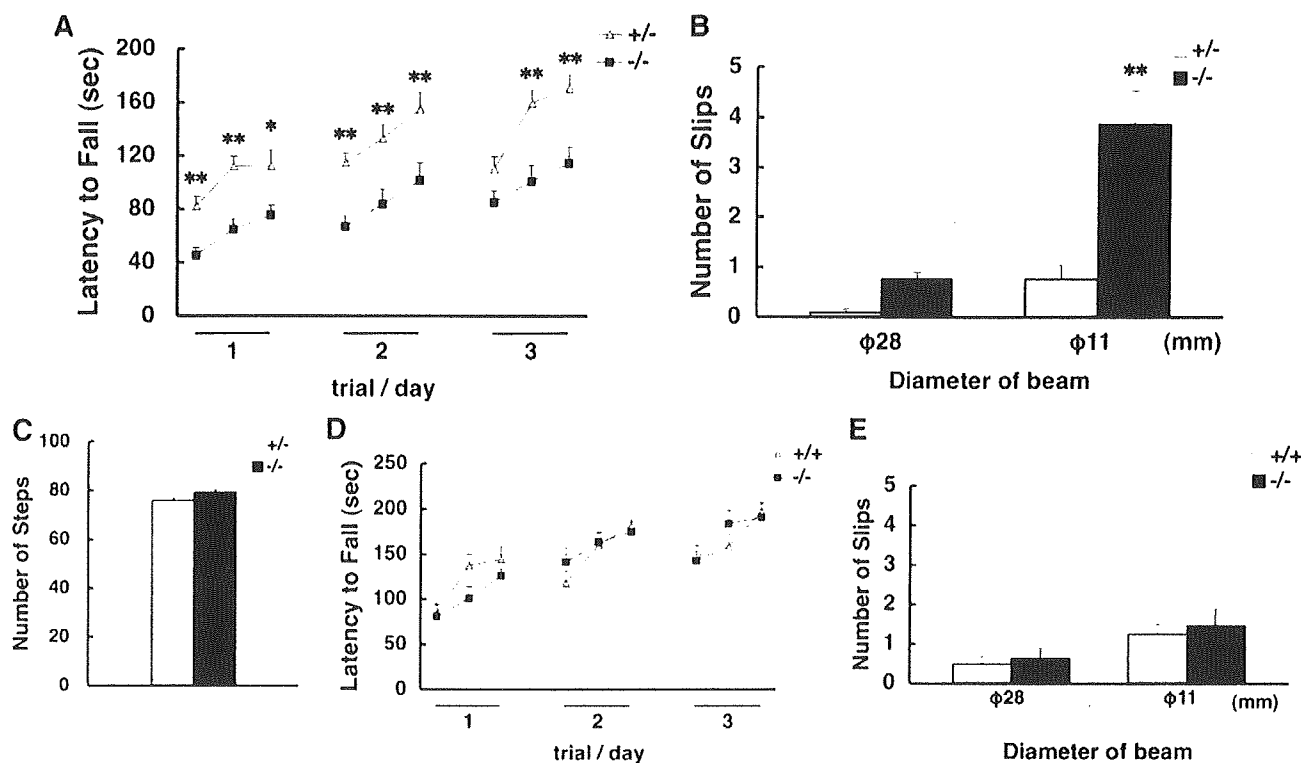 A
Latency to Fall (sec)
200
160
120
80
40
0
** ** *
** ** **
** **
+/-
-/-
1 2 3
trial / day
B
Number of Slips
5
4
3
2
1
0
**
+/-
-/-
φ28 φ11 (mm)
Diameter of beam
C
Number of Steps
100
80
60
40
20
0
+/-
-/-
D
Latency to Fall (sec)
250
200
150
100
50
0
+/+
-/-
1 2 3
trial / day
E
Number of Slips
5
4
3
2
1
0
+/+
-/-
φ28 φ11 (mm)
Diameter of beam